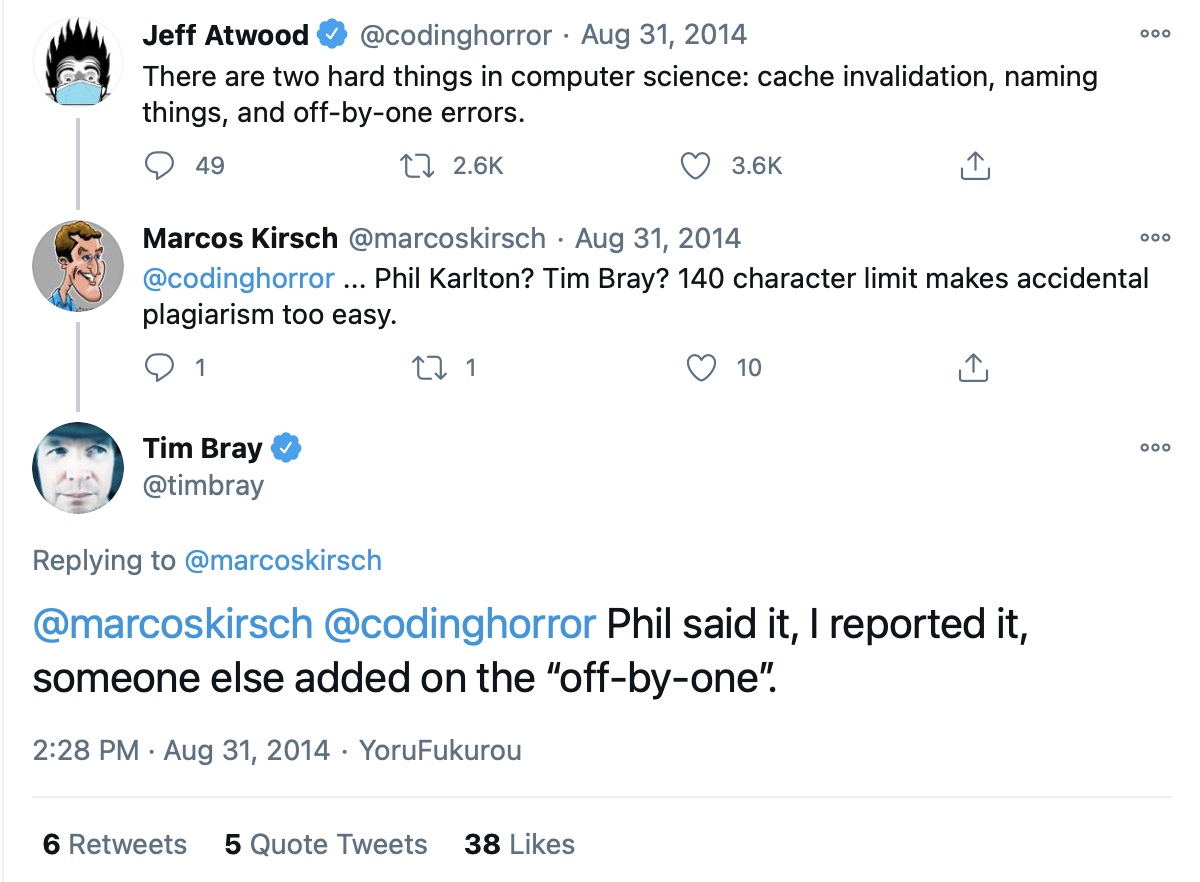 Jeff Atwood @codinghorror · Aug 31, 2014
There are two hard things in computer science: cache invalidation, naming
things, and off-by-one errors.
49 2.6K 3.6K
Marcos Kirsch @marcoskirsch · Aug 31, 2014
@codinghorror ... Phil Karlton? Tim Bray? 140 character limit makes accidental
plagiarism too easy.
1 1 10
Tim Bray
@timbray
Replying to @marcoskirsch
@marcoskirsch @codinghorror Phil said it, I reported it,
someone else added on the “off-by-one”.
2:28 PM · Aug 31, 2014 · YoruFukurou
6 Retweets 5 Quote Tweets 38 Likes